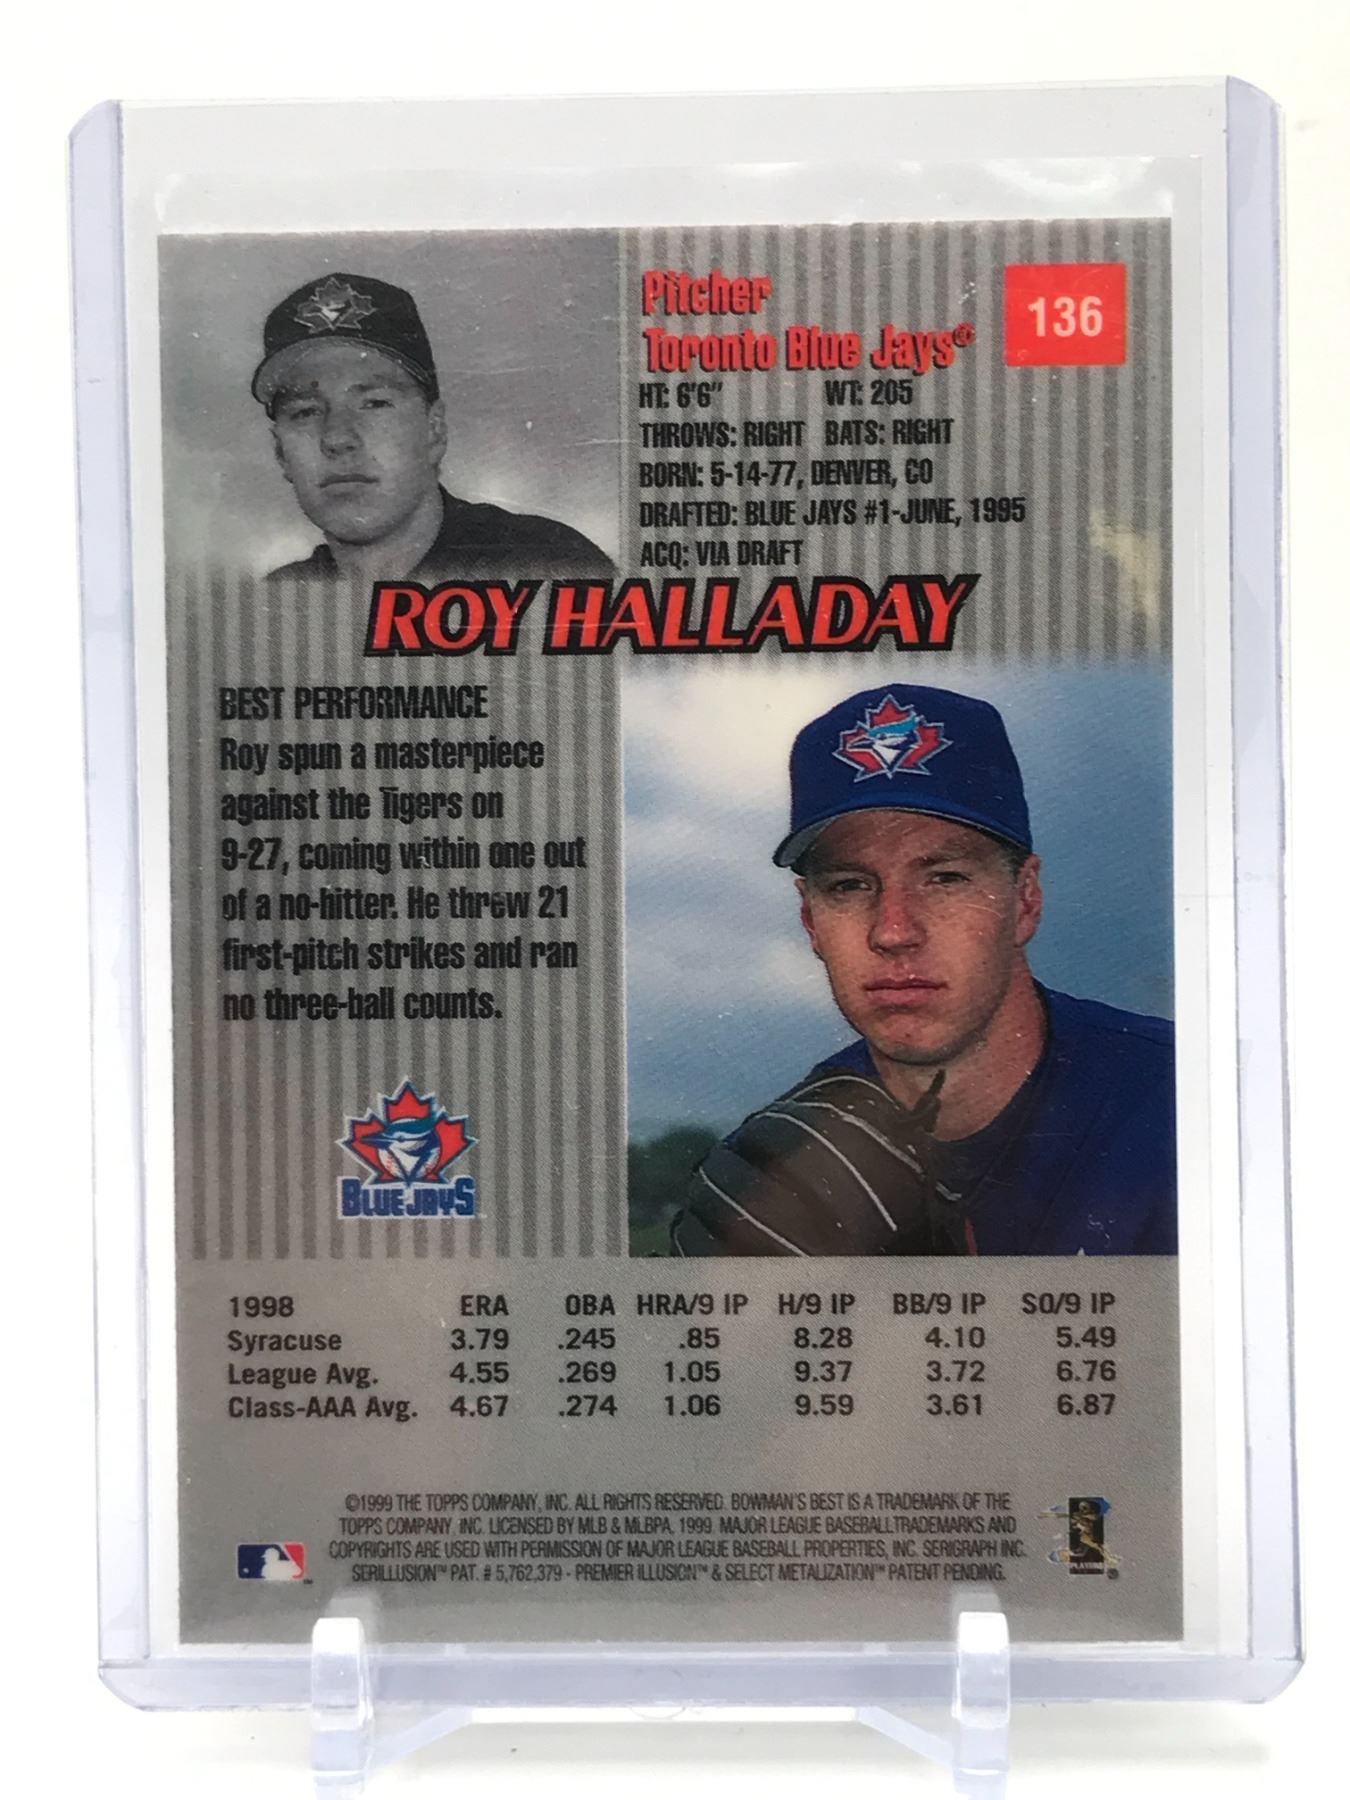 136
Pitcher
Toronto Blue Jays®
HT: 6'6" WT: 205
THROWS: RIGHT BATS: RIGHT
BORN: 5-14-77, DENVER, CO
DRAFTED: BLUE JAYS #1-JUNE, 1995
ACQ: VIA DRAFT
ROY HALLADAY
BEST PERFORMANCE
Roy spun a masterpiece
against the Tigers on
9-27, coming within one out
of a no-hitter. He threw 21
first-pitch strikes and ran
no three-ball counts.
BLUE JAYS
1998 ERA OBA HRA/9 IP H/9 IP BB/9 IP SO/9 IP
Syracuse 3.79 .245 .85 8.28 4.10 5.49
League Avg. 4.55 .269 1.05 9.37 3.72 6.76
Class-AAA Avg. 4.67 .274 1.06 9.59 3.61 6.87
©1999 THE TOPPS COMPANY, INC. ALL RIGHTS RESERVED. BOWMAN'S BEST IS A TRADEMARK OF THE
TOPPS COMPANY, INC. LICENSED BY MLB & MLBPA. 1999. MAJOR LEAGUE BASEBALL TRADEMARKS AND
COPYRIGHTS ARE USED WITH PERMISSION OF MAJOR LEAGUE BASEBALL PROPERTIES, INC. SERIGRAPH INC.
SERILLUSION™ PAT. # 5,762,379 - PREMIER ILLUSION™ & SELECT METALIZATION™ PATENT PENDING.